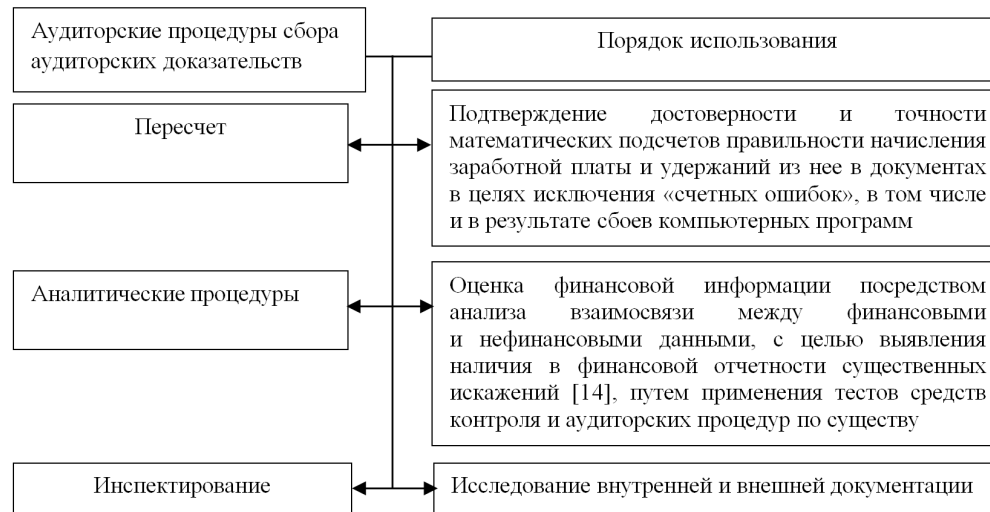 Аудиторские процедуры сбора
аудиторских доказательств
Порядок использования
Пересчет
Подтверждение достоверности и точности
математических подсчетов правильности начисления
заработной платы и удержаний из нее в документах
в целях исключения «счетных ошибок», в том числе
и в результате сбоев компьютерных программ
Аналитические процедуры
Оценка финансовой информации посредством
анализа взаимосвязи между финансовыми
и нефинансовыми данными, с целью выявления
наличия в финансовой отчетности существенных
искажений [14], путем применения тестов средств
контроля и аудиторских процедур по существу
Инспектирование
Исследование внутренней и внешней документации